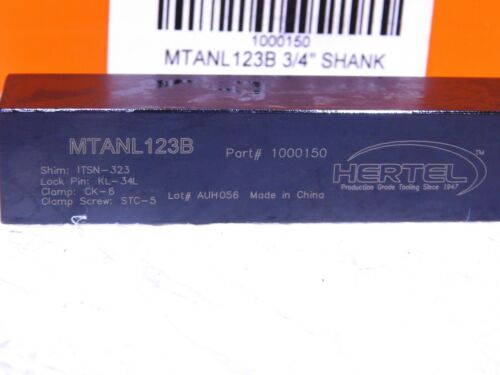 1000150
MTANL123B 3/4" SHANK
MTANL123B
Part# 1000150
Shim: ITSN-323
Lock Pin: KL-34L
Clamp: CK-6
Clamp Screw: STC-5
Lot# AUH056 Made in China
HERTEL™
Production Grade Tooling Since 1947